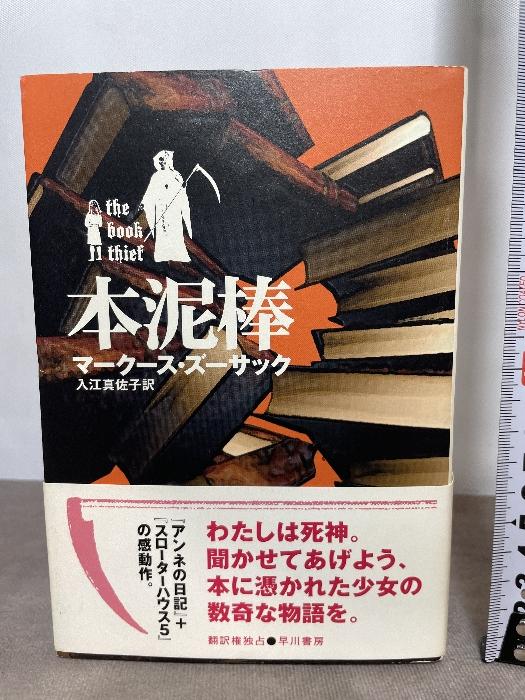 the
book
thief
本泥棒
マークース・ズーサック
入江真佐子訳
わたしは死神。
聞かせてあげよう、
本に憑かれた少女の
数奇な物語を。
『アンネの日記』+
『スローターハウス5』
の感動作。
翻訳権独占●早川書房